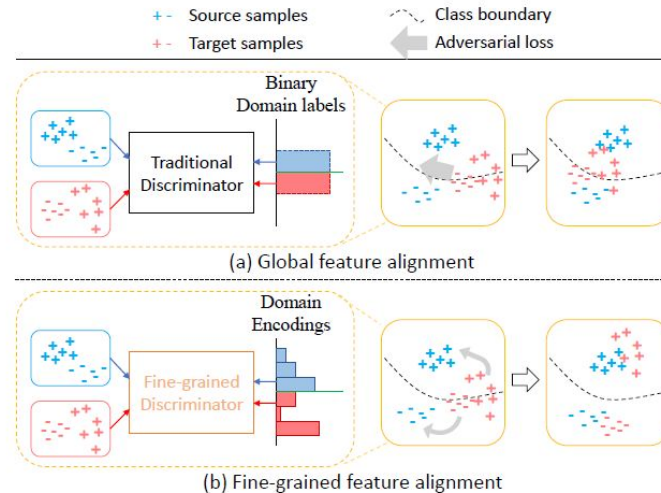 + - Source samples
Class boundary
+ - Target samples
Adversarial loss
Binary
Domain labels
Traditional
Discriminator
(a) Global feature alignment
Domain
Encodings
Fine-grained
Discriminator
(b) Fine-grained feature alignment